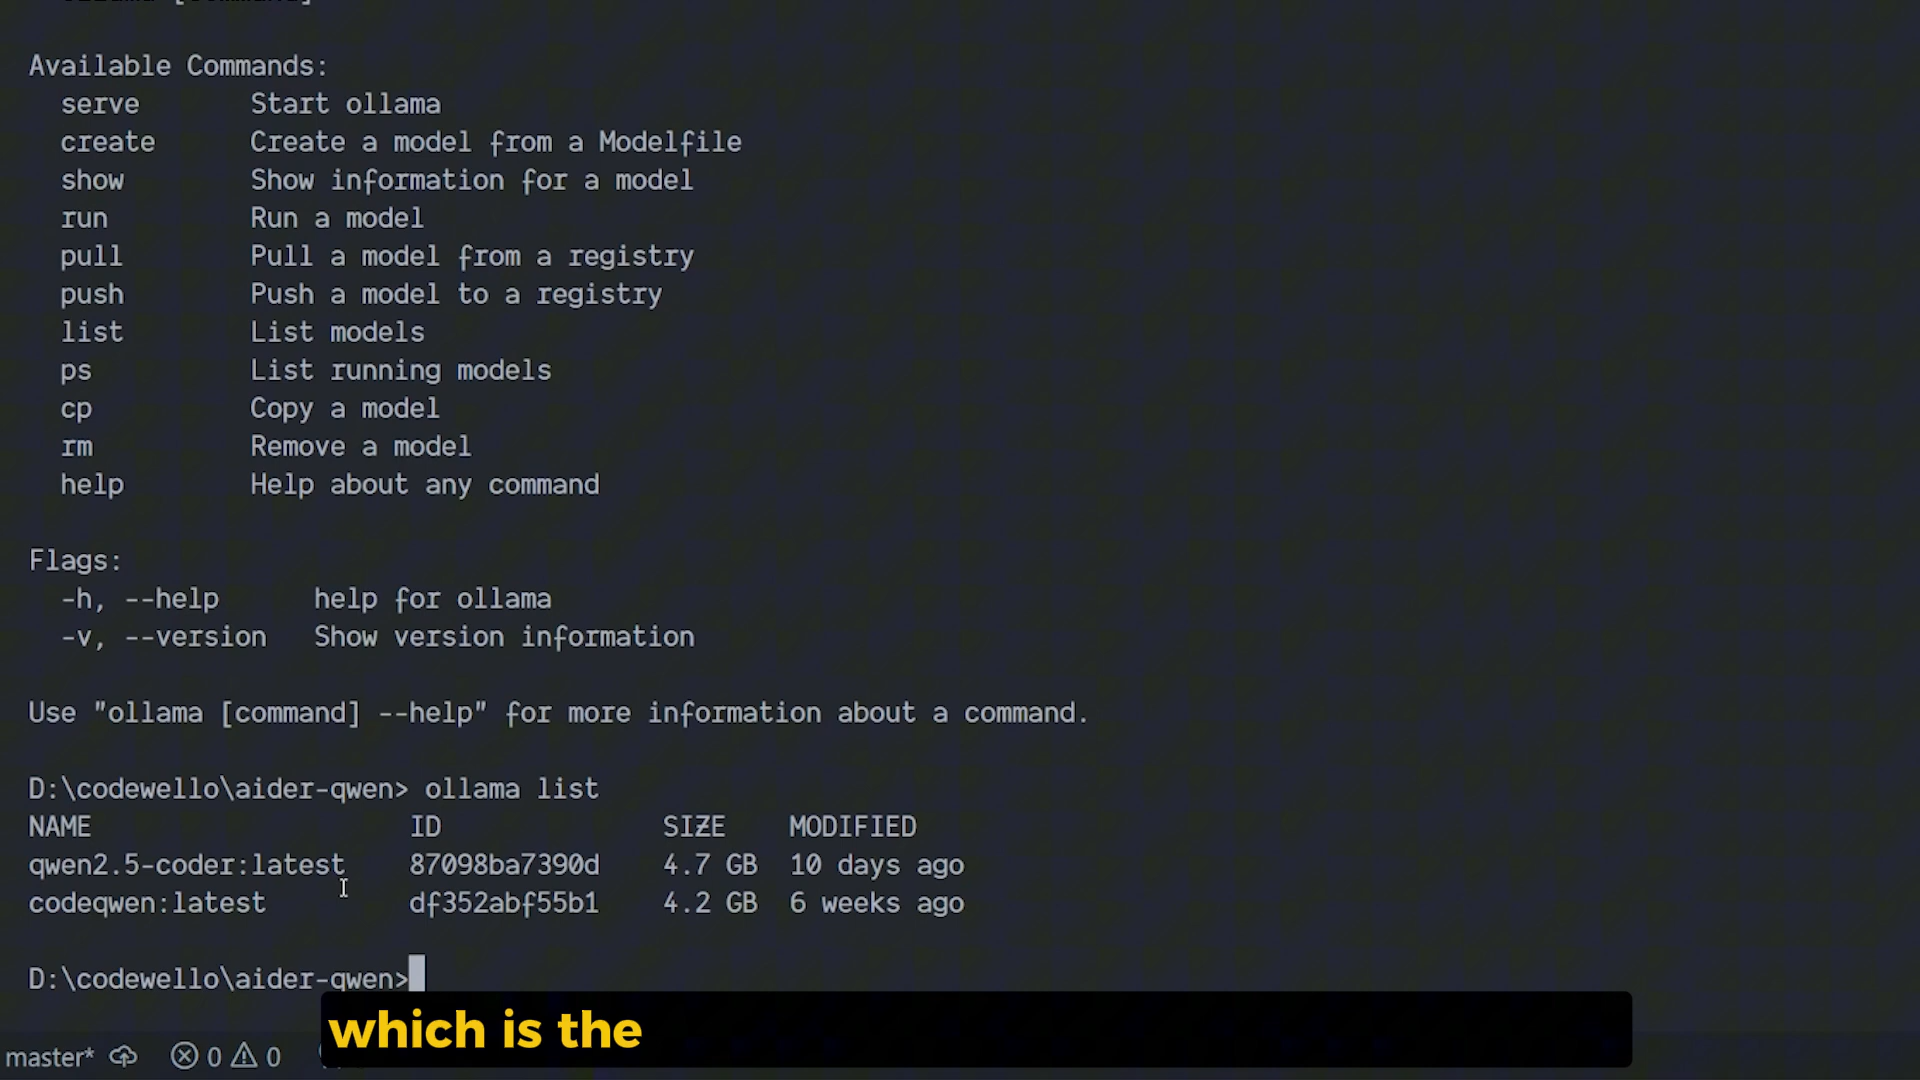 Available Commands:
serve Start ollama
create Create a model from a Modelfile
show Show information for a model
run Run a model
pull Pull a model from a registry
push Push a model to a registry
list List models
ps List running models
cp Copy a model
rm Remove a model
help Help about any command
Flags:
-h, --help help for ollama
-v, --version Show version information
Use "ollama [command] --help" for more information about a command.
D:\codewello\aider-qwen> ollama list
NAME ID SIZE MODIFIED
qwen2.5-coder:latest 87098ba7390d 4.7 GB 10 days ago
codeqwen:latest df352abf55b1 4.2 GB 6 weeks ago
D:\codewello\aider-qwen>
which is the
master* 0 0